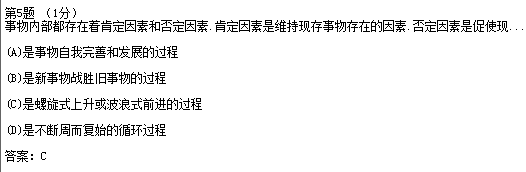 第5题 （1分）
事物内部都存在着肯定因素和否定因素.肯定因素是维持现存事物存在的因素.否定因素是促使现...
(A)是事物自我完善和发展的过程
(B)是新事物战胜旧事物的过程
(C)是螺旋式上升或波浪式前进的过程
(D)是不断周而复始的循环过程
答案：C